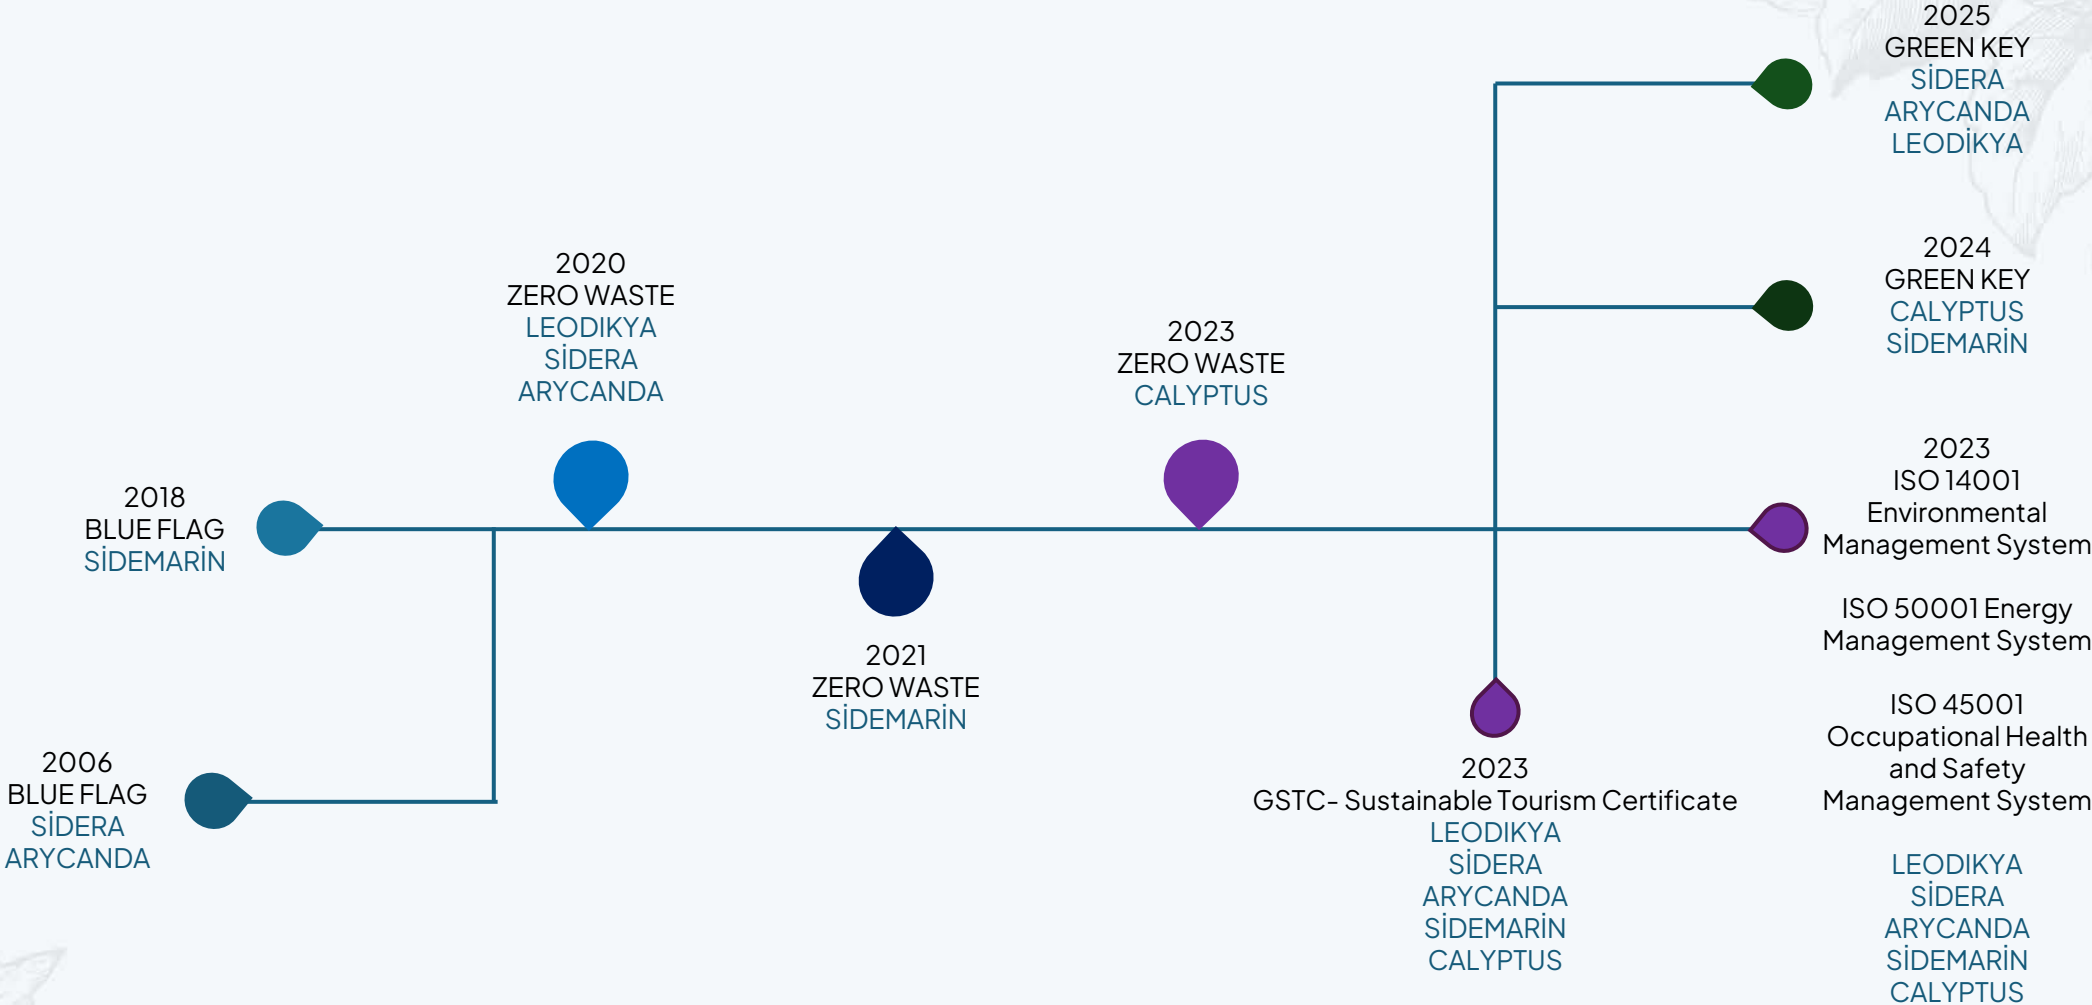 2018
BLUE FLAG
SİDEMARİN
2006
BLUE FLAG
SİDERA
ARYCANDA
2020
ZERO WASTE
LEODIKYA
SİDERA
ARYCANDA
2021
ZERO WASTE
SİDEMARİN
2023
ZERO WASTE
CALYPTUS
2023
GSTC- Sustainable Tourism Certificate
LEODIKYA
SİDERA
ARYCANDA
SİDEMARİN
CALYPTUS
2025
GREEN KEY
SİDERA
ARYCANDA
LEODİKYA
2024
GREEN KEY
CALYPTUS
SİDEMARİN
2023
ISO 14001
Environmental
Management System
ISO 50001 Energy
Management System
ISO 45001
Occupational Health
and Safety
Management System
LEODIKYA
SİDERA
ARYCANDA
SİDEMARİN
CALYPTUS